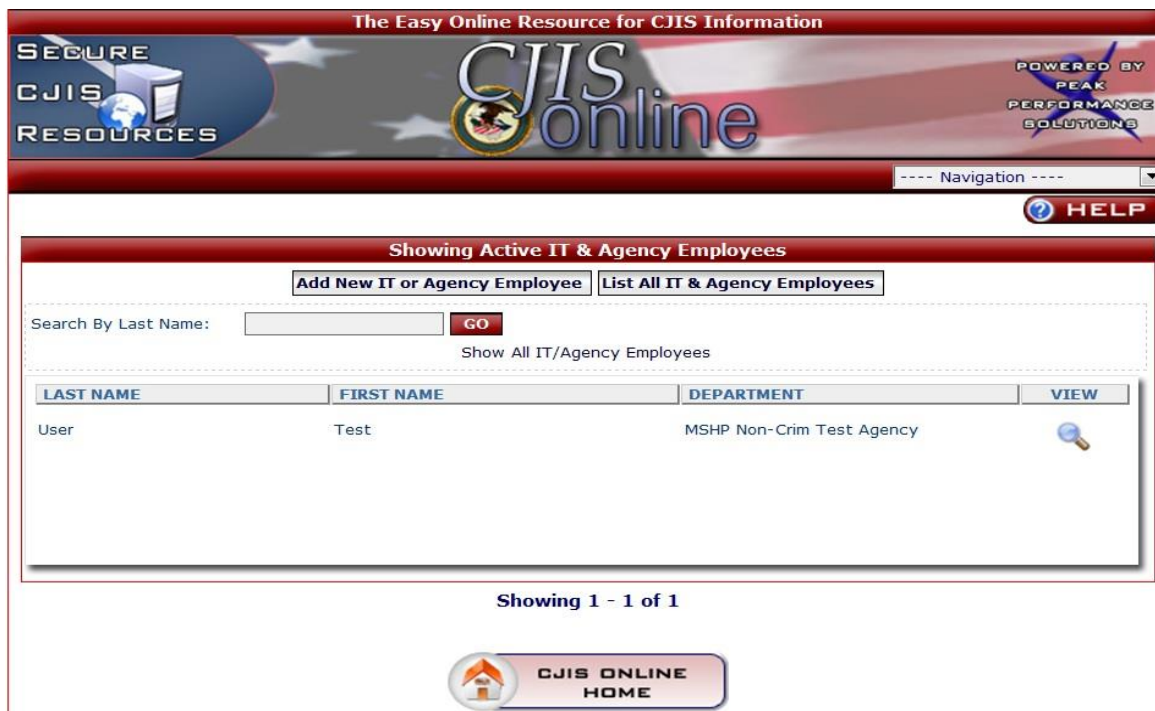 The Easy Online Resource for CJIS Information
SECURE
CJIS
RESOURCES
CJIS
online
POWERED BY
PEAK
PERFORMANCE
SOLUTIONS
---- Navigation ----
? HELP
Showing Active IT & Agency Employees
Add New IT or Agency Employee List All IT & Agency Employees
Search By Last Name: GO
Show All IT/Agency Employees
LAST NAME FIRST NAME DEPARTMENT VIEW
User Test MSHP Non-Crim Test Agency
Showing 1 - 1 of 1
CJIS ONLINE
HOME